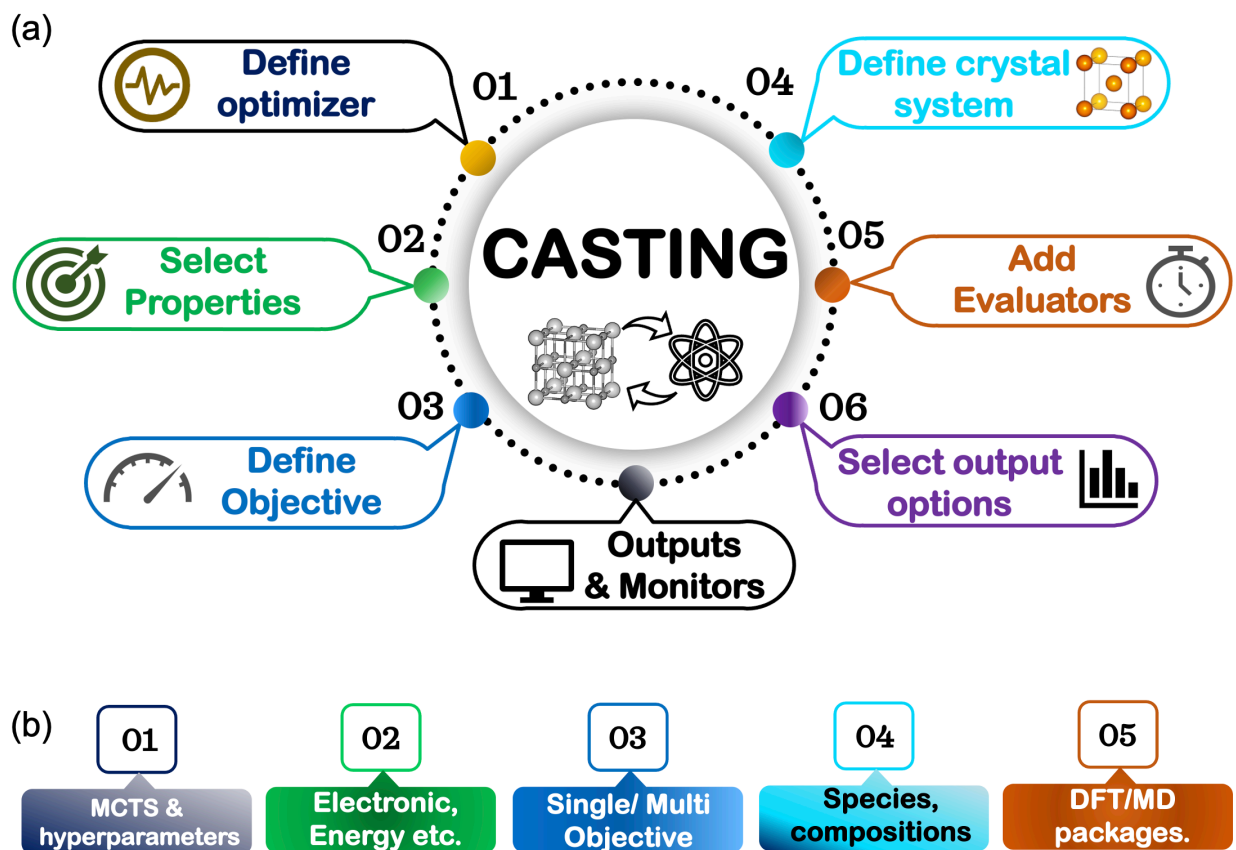 (a)
01
Define
optimizer
02
Select
Properties
03
Define
Objective
CASTING
04
Define crystal
system
05
Add
Evaluators
06
Select output
options
Outputs
& Monitors
(b)
01
MCTS &
hyperparameters
02
Electronic,
Energy etc.
03
Single/ Multi
Objective
04
Species,
compositions
05
DFT/MD
packages.